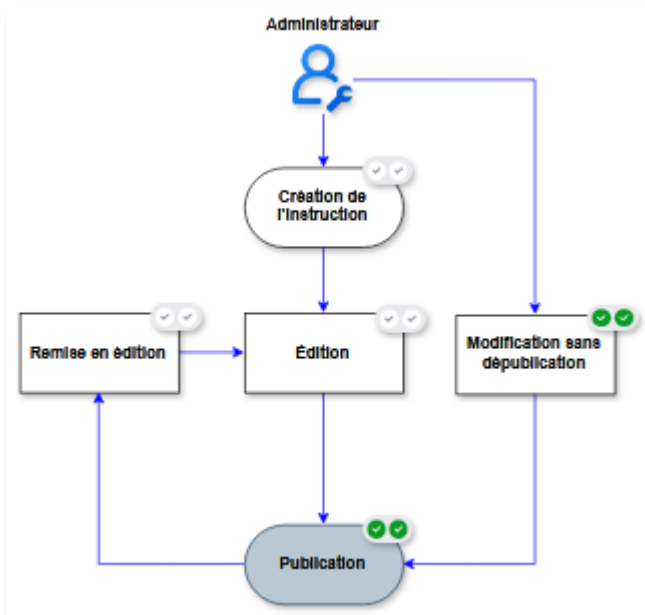 Administrateur
Création de
l'Instruction
Remise en édition
Édition
Modification sans
dépublication
Publication